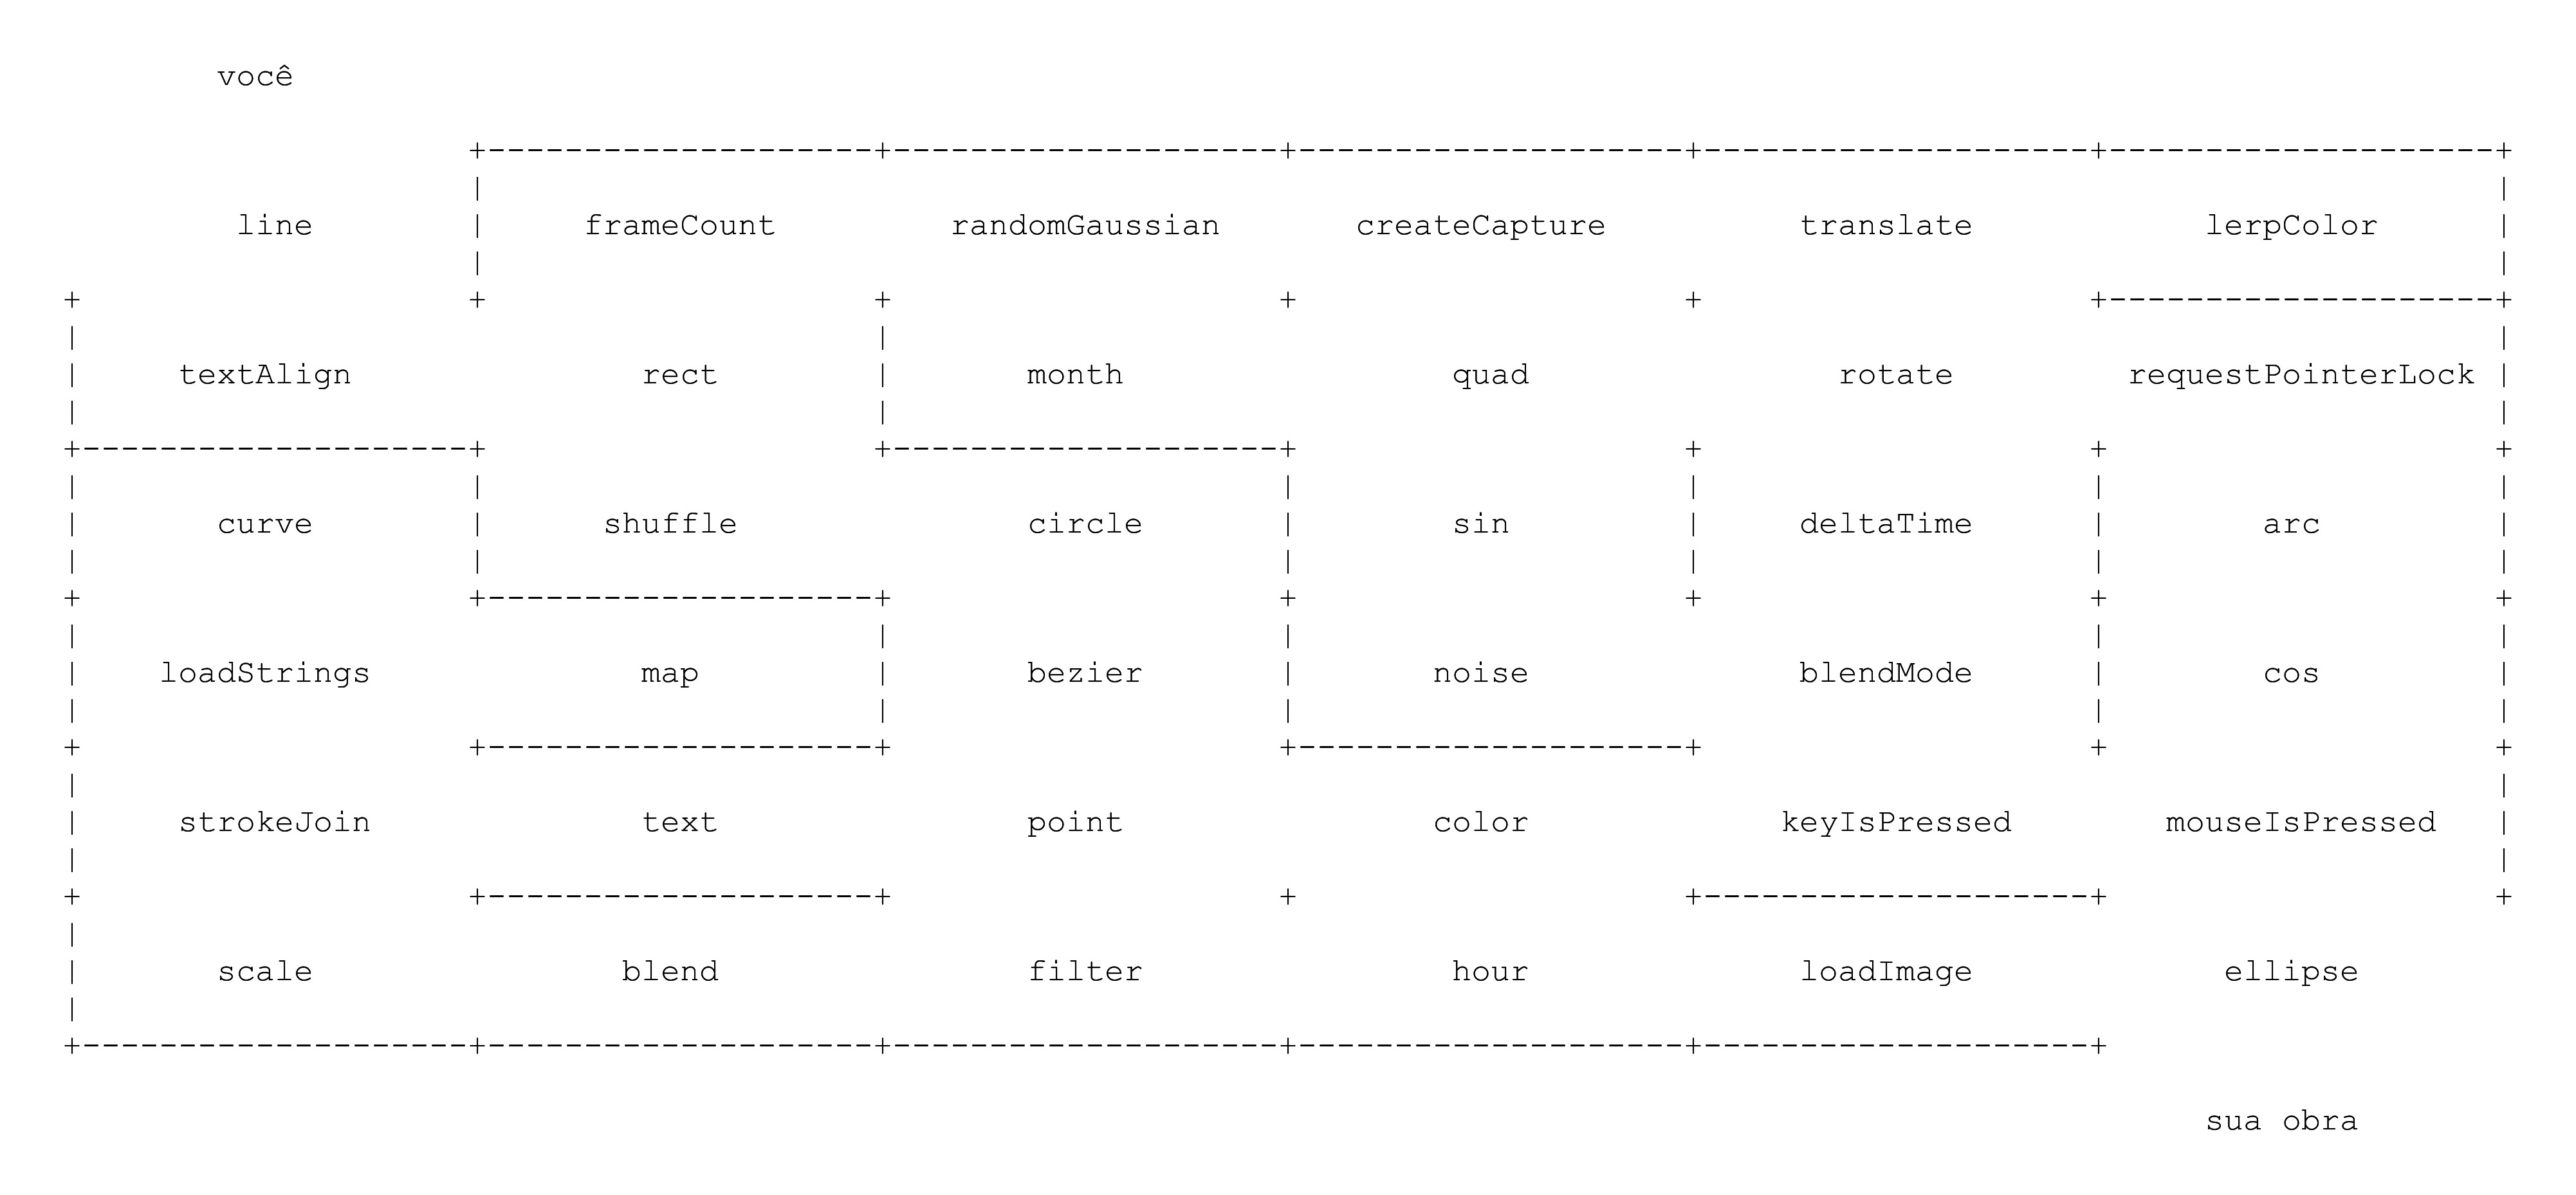 você
line frameCount randomGaussian createCapture translate lerpColor
textAlign rect month quad rotate requestPointerLock
curve shuffle circle sin deltaTime arc
loadStrings map bezier noise blendMode cos
strokeJoin text point color keyIsPressed mouseIsPressed
scale blend filter hour loadImage ellipse
sua obra